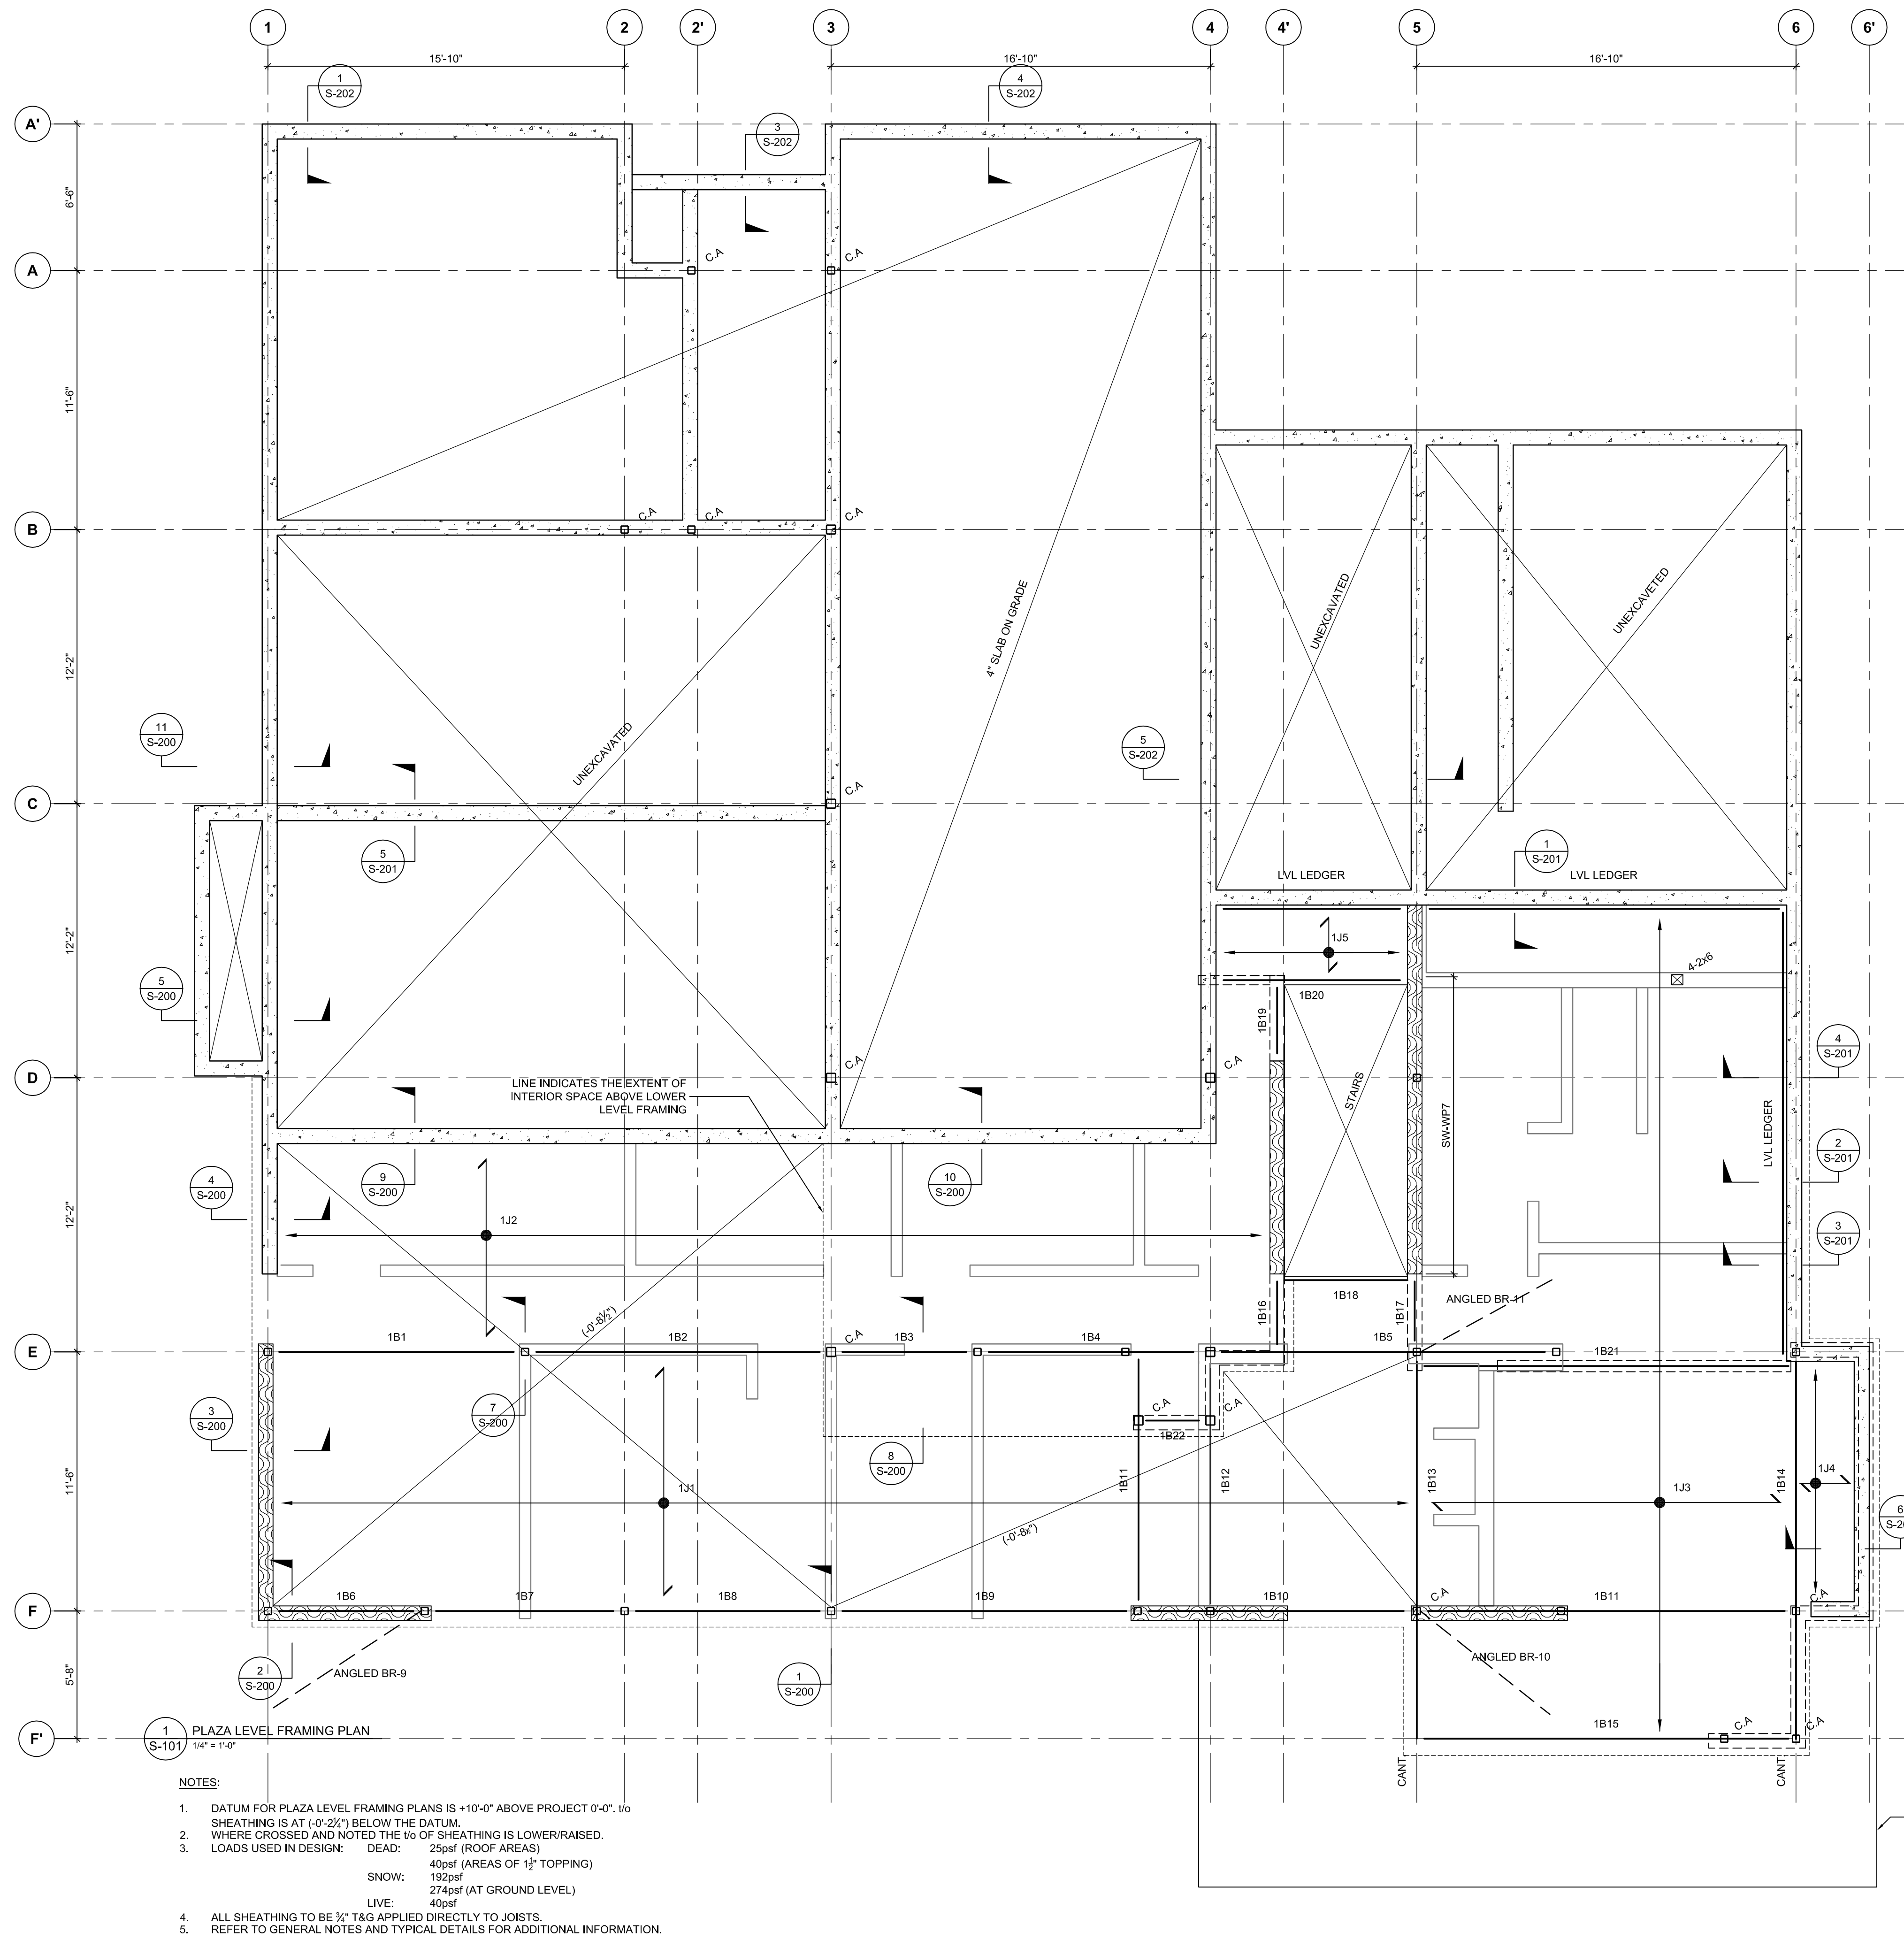 1 2 2' 3 4 4' 5 6 6'
15'-10" 16'-10" 16'-10"
1
S-202
4
S-202
3
S-202
A'
6'-6"
A
C.A C.A
11'-6"
B
C.A C.A C.A
12'-2"
UNEXCAVATED
4" SLAB ON GRADE
UNEXCAVATED
UNEXCAVETED
11
S-200
5
S-202
C
C.A
5
S-201
1
S-201
LVL LEDGER
LVL LEDGER
12'-2"
1J5
4-2x6
5
S-200
1B20
1B19
4
S-201
D
C.A
C.A
LINE INDICATES THE EXTENT OF
INTERIOR SPACE ABOVE LOWER
LEVEL FRAMING
STAIRS
SW-WP7
LVL LEDGER
2
S-201
4
S-200
9
S-200
10
S-200
12'-2"
1J2
3
S-201
(-0'-8½")
1B16
1B18
1B17
ANGLED BR-11
E
1B1 1B2 C.A 1B3 1B4 1B5 1B21
3
S-200
7
S-200
8
S-200
C.A
C.A
1B22
11'-6"
1J1
1B11
1B12
1B13
1J3
1B14
1J4
6
(-0'-8½")
F
1B6 1B7 1B8 1B9 1B10 C.A 1B11 C.A
5'-8"
2
S-200
ANGLED BR-9
1
S-200
ANGLED BR-10
F'
1B15
C.A
C.A
CANT.
CANT.
1
S-101
PLAZA LEVEL FRAMING PLAN
1/4" = 1'-0"
NOTES:
1. DATUM FOR PLAZA LEVEL FRAMING PLANS IS +10'-0" ABOVE PROJECT 0'-0". t/o
SHEATHING IS AT (-0'-2¼") BELOW THE DATUM.
2. WHERE CROSSED AND NOTED THE t/o OF SHEATHING IS LOWER/RAISED.
3. LOADS USED IN DESIGN: DEAD: 25psf (ROOF AREAS)
40psf (AREAS OF 1½" TOPPING)
SNOW: 192psf
274psf (AT GROUND LEVEL)
LIVE: 40psf
4. ALL SHEATHING TO BE ¾" T&G APPLIED DIRECTLY TO JOISTS.
5. REFER TO GENERAL NOTES AND TYPICAL DETAILS FOR ADDITIONAL INFORMATION.